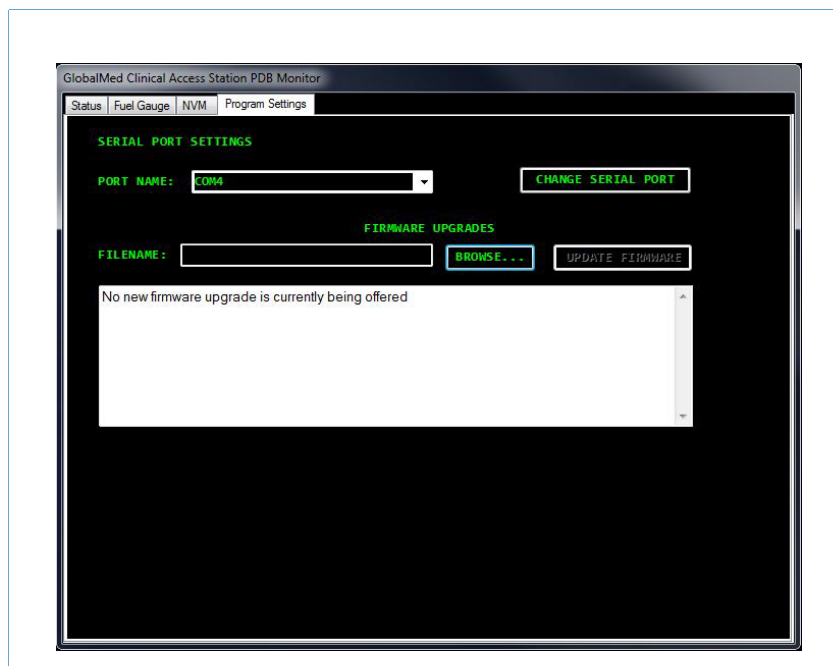 GlobalMed Clinical Access Station PDB Monitor
Status Fuel Gauge NVM Program Settings
SERIAL PORT SETTINGS
PORT NAME: COM4 CHANGE SERIAL PORT
FIRMWARE UPGRADES
FILENAME: BROWSE... UPDATE FIRMWARE
No new firmware upgrade is currently being offered